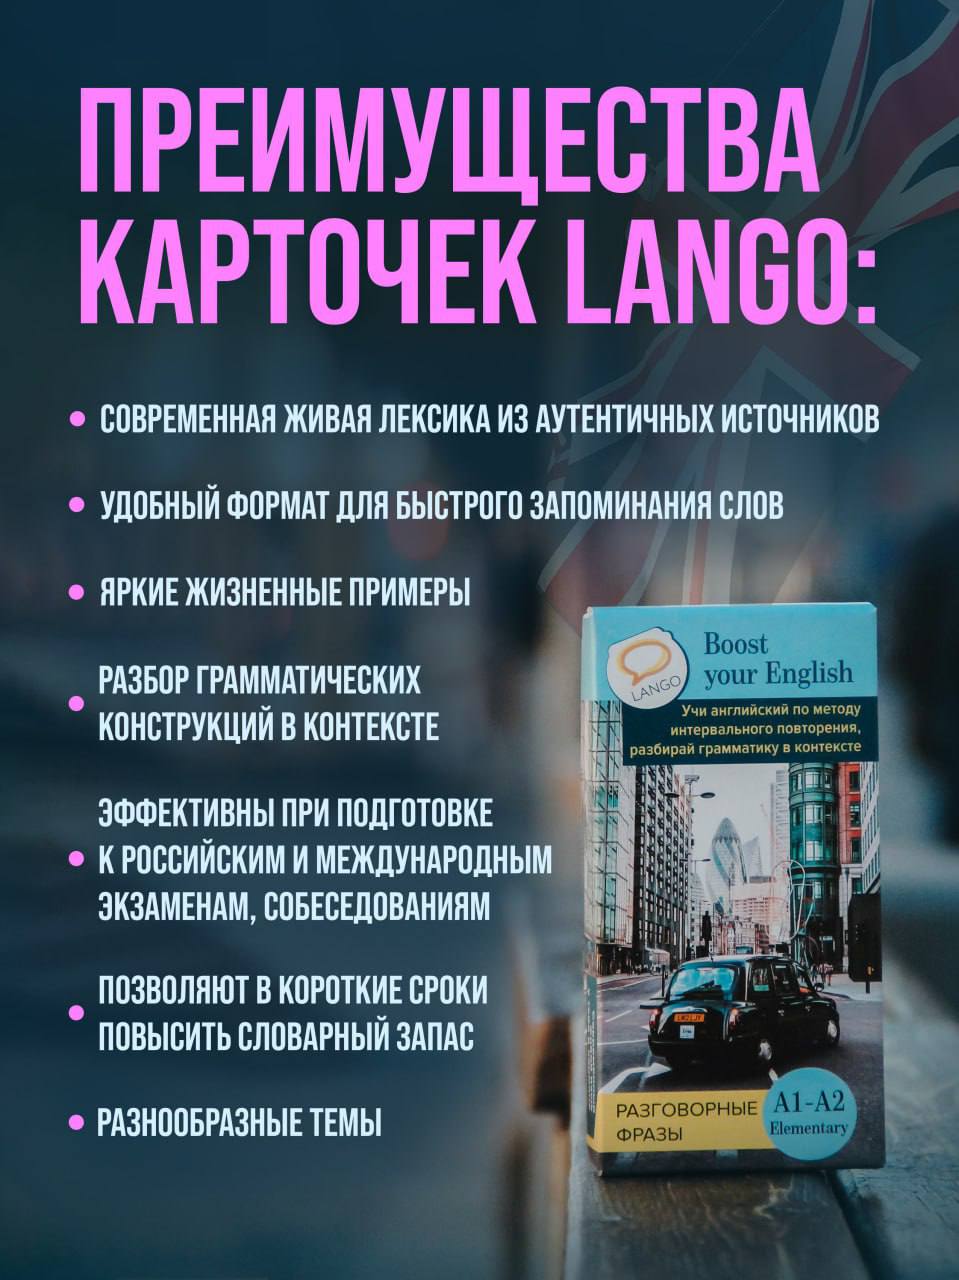 ПРЕИМУЩЕСТВА
КАРТОЧЕК LANGO:
СОВРЕМЕННАЯ ЖИВАЯ ЛЕКСИКА ИЗ АУТЕНТИЧНЫХ ИСТОЧНИКОВ
УДОБНЫЙ ФОРМАТ ДЛЯ БЫСТРОГО ЗАПОМИНАНИЯ СЛОВ
ЯРКИЕ ЖИЗНЕННЫЕ ПРИМЕРЫ
РАЗБОР ГРАММАТИЧЕСКИХ
КОНСТРУКЦИЙ В КОНТЕКСТЕ
ЭФФЕКТИВНЫ ПРИ ПОДГОТОВКЕ
К РОССИЙСКИМ И МЕЖДУНАРОДНЫМ
ЭКЗАМЕНАМ, СОБЕСЕДОВАНИЯМ
ПОЗВОЛЯЮТ В КОРОТКИЕ СРОКИ
ПОВЫСИТЬ СЛОВАРНЫЙ ЗАПАС
РАЗНООБРАЗНЫЕ ТЕМЫ
LANGO
Boost
your English
Учи английский по методу
интервального повторения,
разбирай грамматику в контексте
РАЗГОВОРНЫЕ
ФРАЗЫ
A1-A2
Elementary